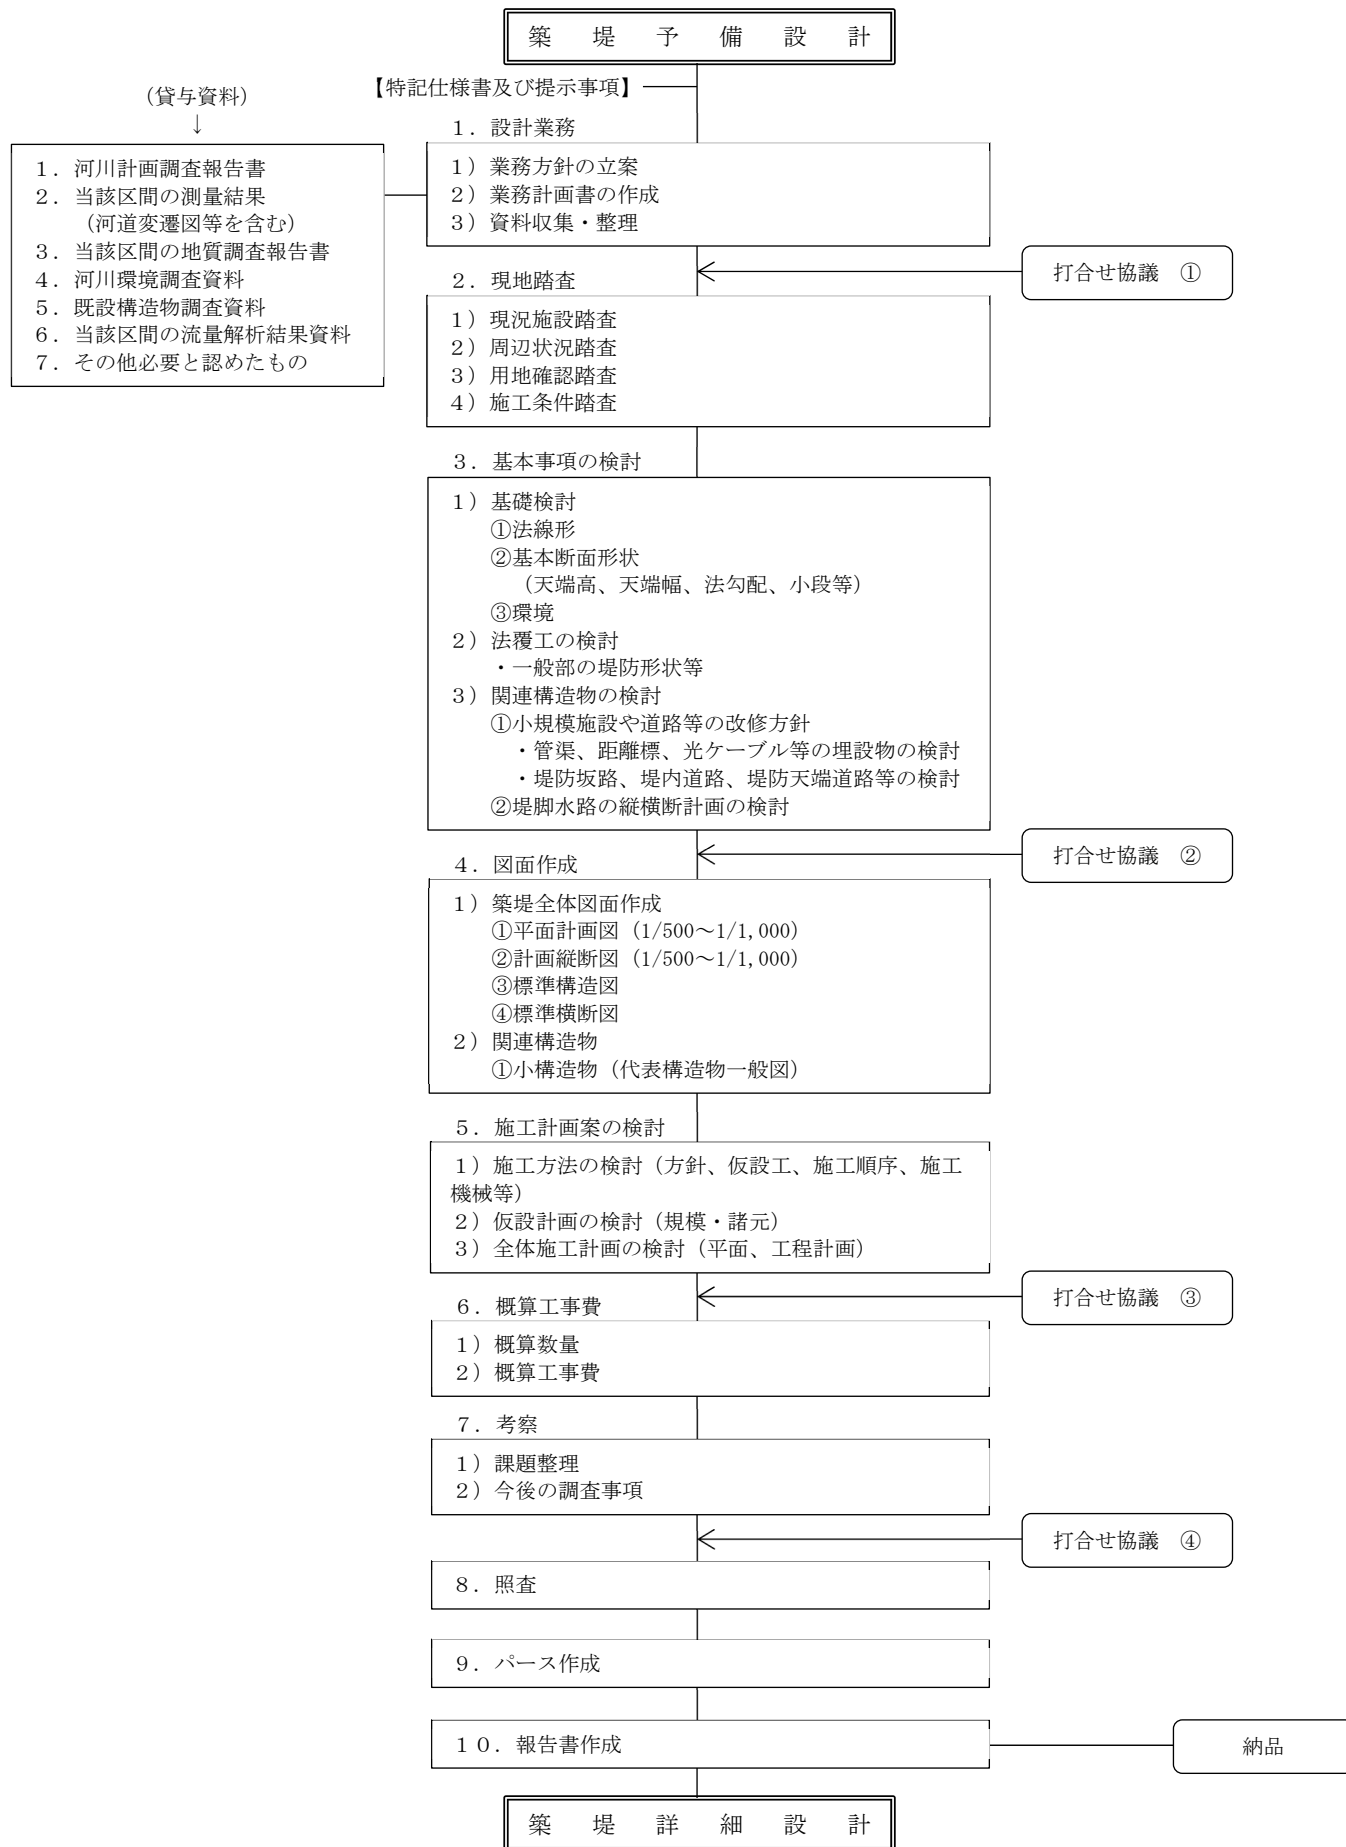 築　堤　予　備　設　計
【特記仕様書及び提示事項】
（貸与資料）
↓
１．河川計画調査報告書
２．当該区間の測量結果
（河道変遷図等を含む）
３．当該区間の地質調査報告書
４．河川環境調査資料
５．既設構造物調査資料
６．当該区間の流量解析結果資料
７．その他必要と認めたもの
１．設計業務
１）業務方針の立案
２）業務計画書の作成
３）資料収集・整理
打合せ協議　①
２．現地踏査
１）現況施設踏査
２）周辺状況踏査
３）用地確認踏査
４）施工条件踏査
３．基本事項の検討
１）基礎検討
①法線形
②基本断面形状
（天端高、天端幅、法勾配、小段等）
③環境
２）法覆工の検討
・一般部の堤防形状等
３）関連構造物の検討
①小規模施設や道路等の改修方針
・管渠、距離標、光ケーブル等の埋設物の検討
・堤防坂路、堤内道路、堤防天端道路等の検討
②堤脚水路の縦横断計画の検討
打合せ協議　②
４．図面作成
１）築堤全体図面作成
①平面計画図（1/500～1/1,000）
②計画縦断図（1/500～1/1,000）
③標準構造図
④標準横断図
２）関連構造物
①小構造物（代表構造物一般図）
５．施工計画案の検討
１）施工方法の検討（方針、仮設工、施工順序、施工
機械等）
２）仮設計画の検討（規模・諸元）
３）全体施工計画の検討（平面、工程計画）
打合せ協議　③
６．概算工事費
１）概算数量
２）概算工事費
７．考察
１）課題整理
２）今後の調査事項
打合せ協議　④
８．照査
９．パース作成
１０．報告書作成
納品
築　堤　詳　細　設　計